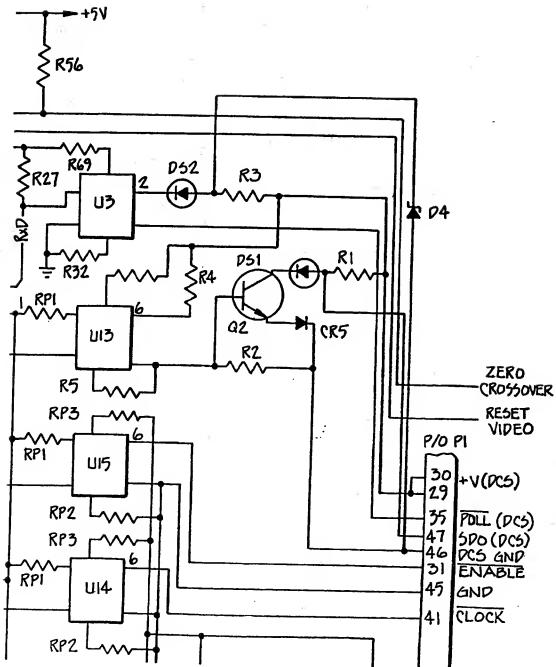 +5V
R56
R69
DS2
R3
R27
2
U3
D4
RxD
R32
R4
DS1
R1
1
RP1
6
U13
Q2
CR5
R2
R5
ZERO
CROSSOVER
RESET
VIDEO
RP3
6
P/O P1
RP1
U15
30
+V (DCS)
29
RP2
35
POLL (DCS)
RP3
47
SDO (DCS)
46
DCS GND
6
31
ENABLE
RP1
U14
45
GND
41
CLOCK
RP2